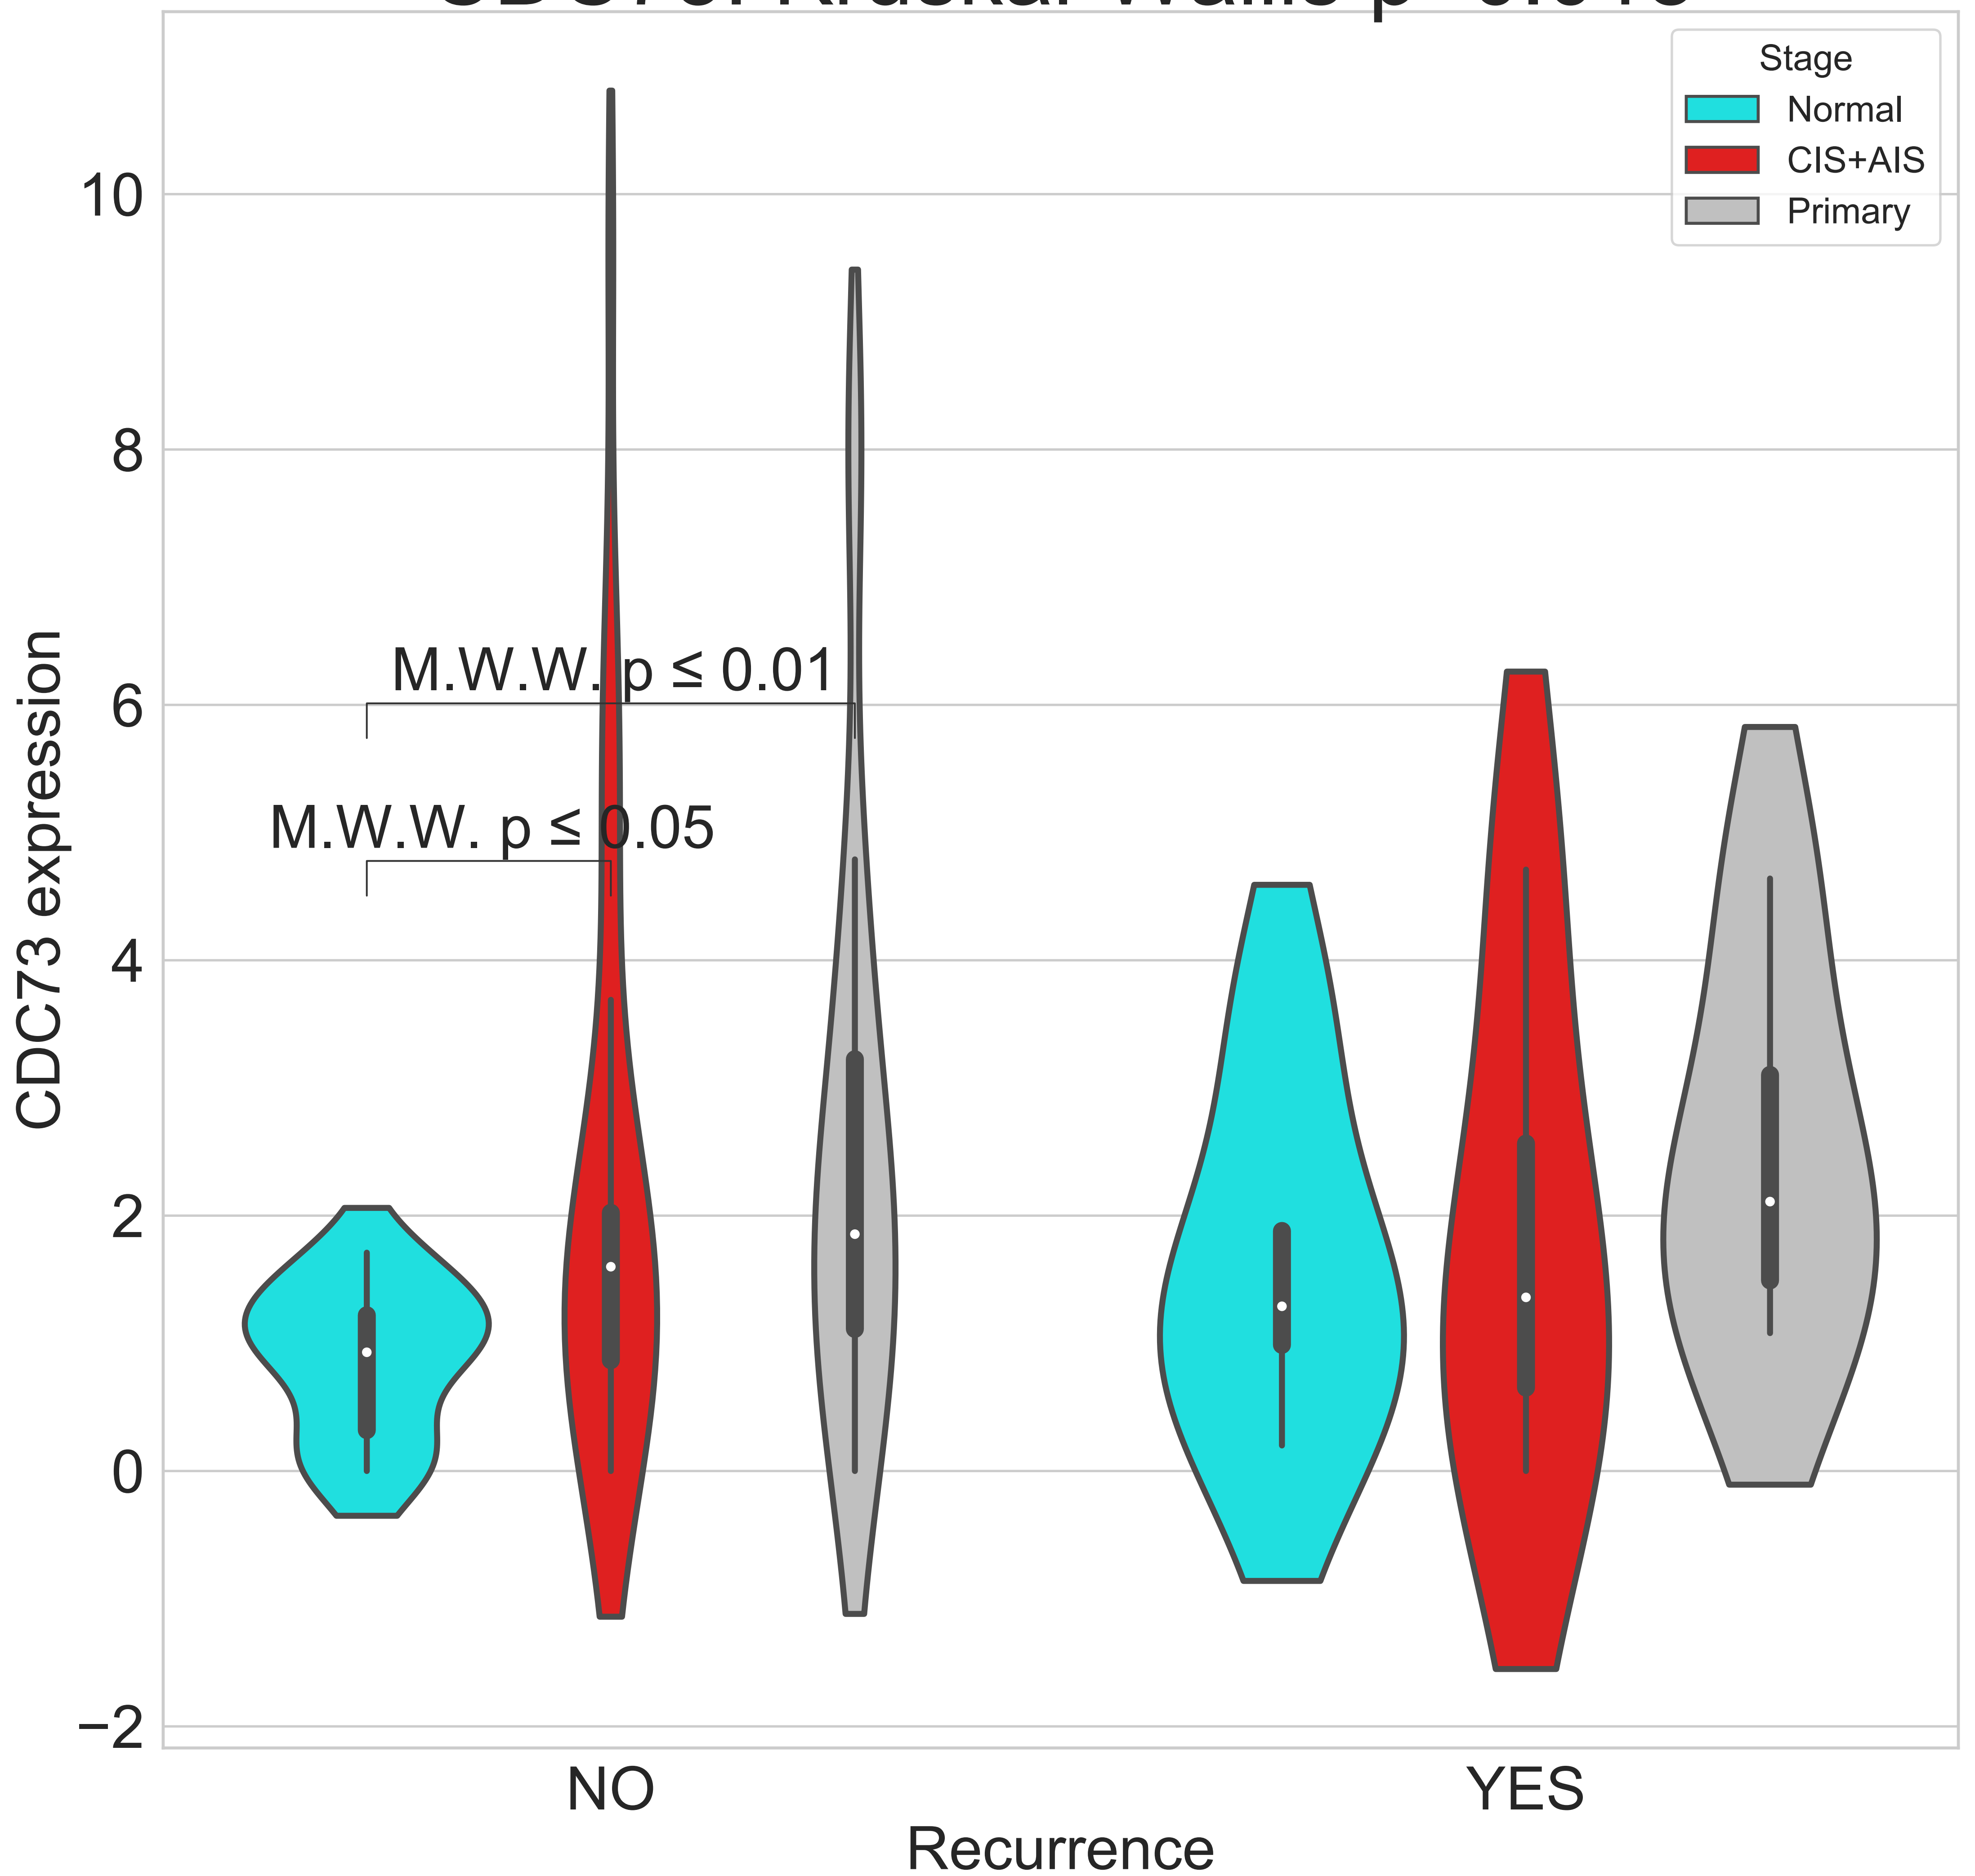 Stage
Normal
CIS+AIS
Primary
10
8
6
4
2
0
−2
CDC73 expression
M.W.W. p ≤ 0.01
M.W.W. p ≤ 0.05
NO
YES
Recurrence